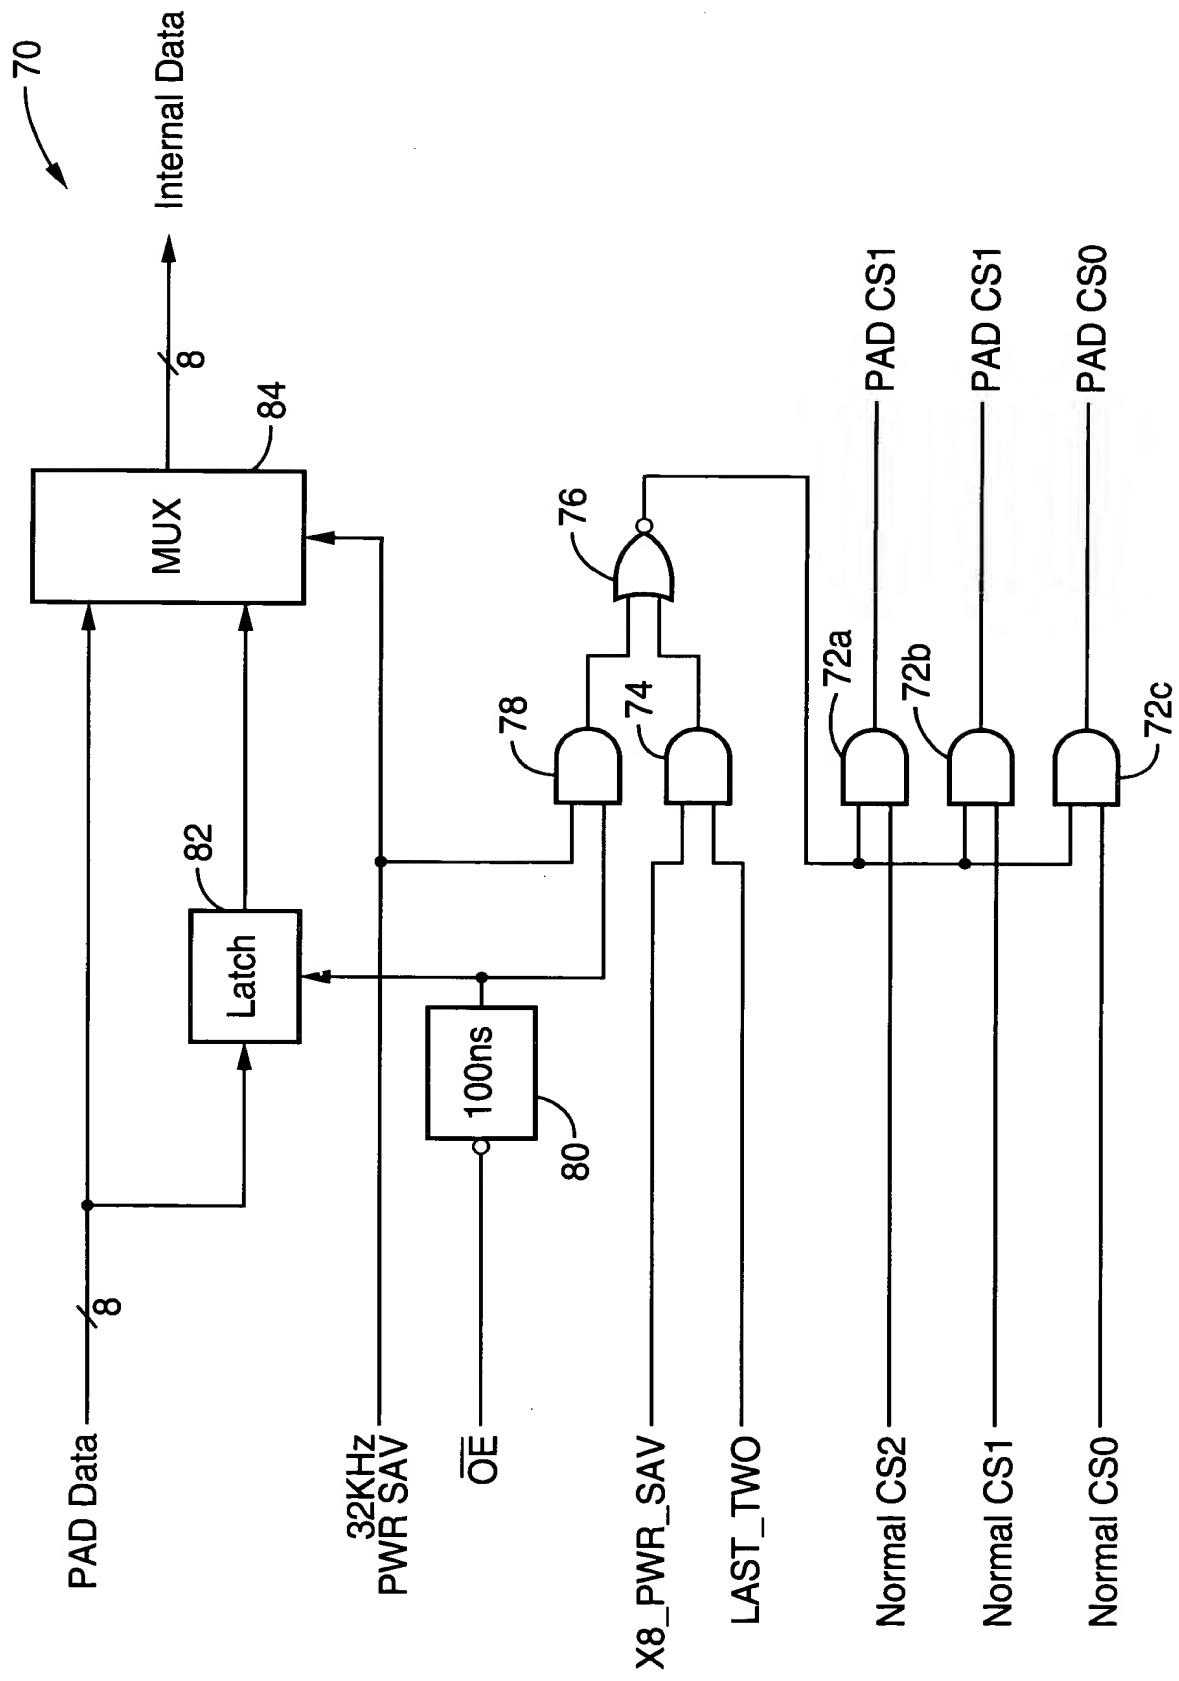 70
PAD Data
8
MUX
84
8
Internal Data
Latch
82
32KHz
PWR SAV
O̅E̅
100ns
80
78
76
X8_PWR_SAV
LAST_TWO
74
Normal CS2
72a
PAD CS1
Normal CS1
72b
PAD CS1
Normal CS0
72c
PAD CS0